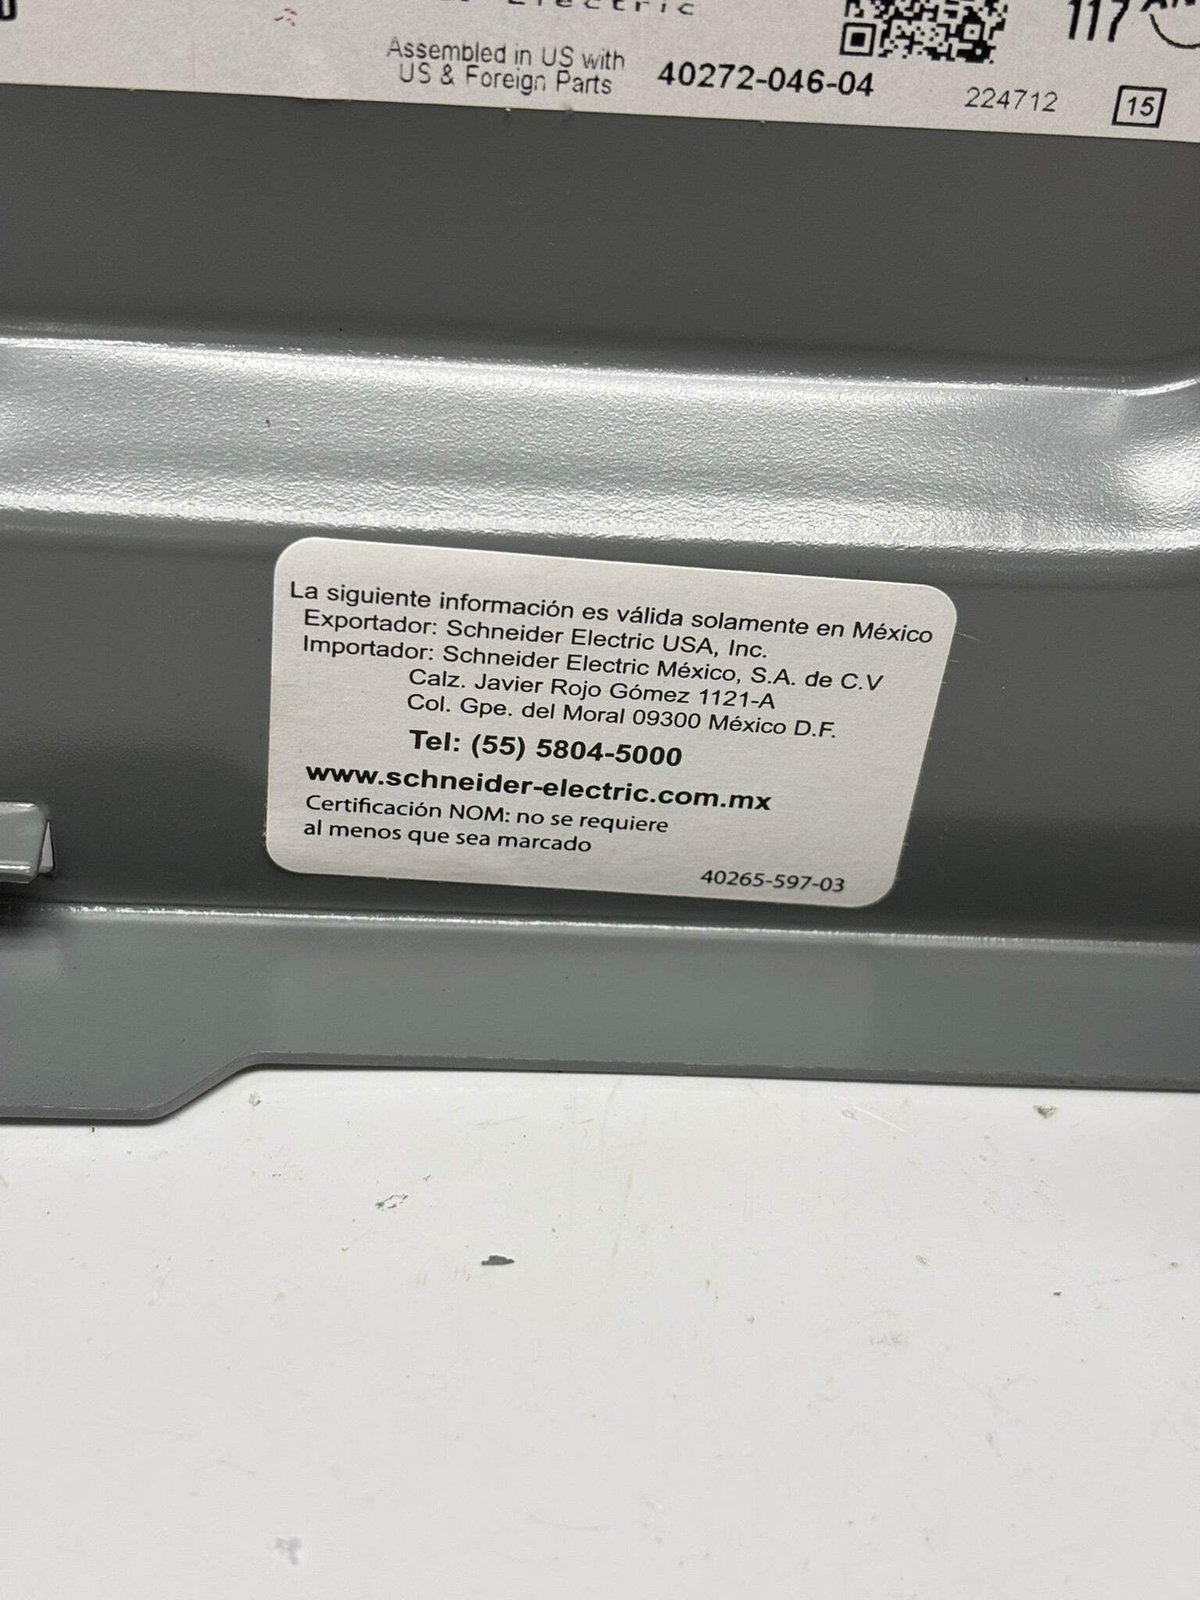 Electric
117
Assembled in US with
US & Foreign Parts
40272-046-04
224712
15
La siguiente información es válida solamente en México
Exportador: Schneider Electric USA, Inc.
Importador: Schneider Electric México, S.A. de C.V
Calz. Javier Rojo Gómez 1121-A
Col. Gpe. del Moral 09300 México D.F.
Tel: (55) 5804-5000
www.schneider-electric.com.mx
Certificación NOM: no se requiere
al menos que sea marcado
40265-597-03